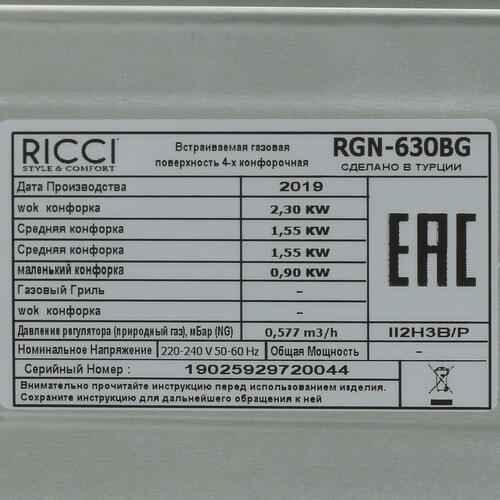 RICCI
STYLE & COMFORT
Встраиваемая газовая
поверхность 4-х конфорочная
RGN-630BG
СДЕЛАНО В ТУРЦИИ
Дата Производства 2019
wok конфорка 2,30 KW
Средняя конфорка 1,55 KW
Средняя конфорка 1,55 KW
маленький конфорка 0,90 KW
Газовый Гриль –
wok конфорка –
EAC
Давление регулятора (природный газ), мБар (NG) 0,577 m3/h II2H3B/P
Номинальное Напряжение 220-240 V 50-60 Hz Общая Мощность –
Серийный Номер : 19025929720044
Внимательно прочитайте инструкцию перед использованием изделия.
Сохраните инструкцию для дальнейшего обращения к ней